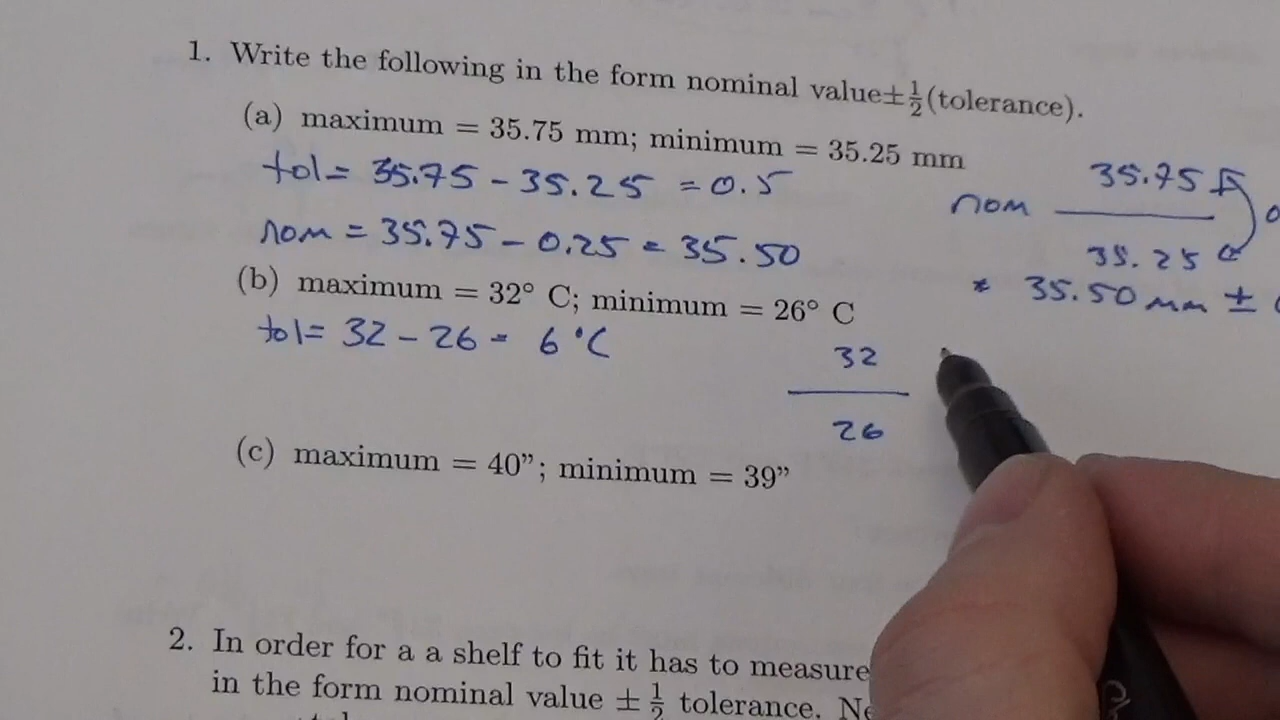 1. Write the following in the form nominal value±½(tolerance).
(a) maximum = 35.75 mm; minimum = 35.25 mm
tol = 35.75 - 35.25 = 0.5
nom = 35.75 - 0.25 = 35.50
nom
35.75
35.25
* 35.50 mm ±
(b) maximum = 32° C; minimum = 26° C
tol = 32 - 26 = 6°C
32
26
(c) maximum = 40”; minimum = 39”
2. In order for a a shelf to fit it has to measure
in the form nominal value ± ½ tolerance.